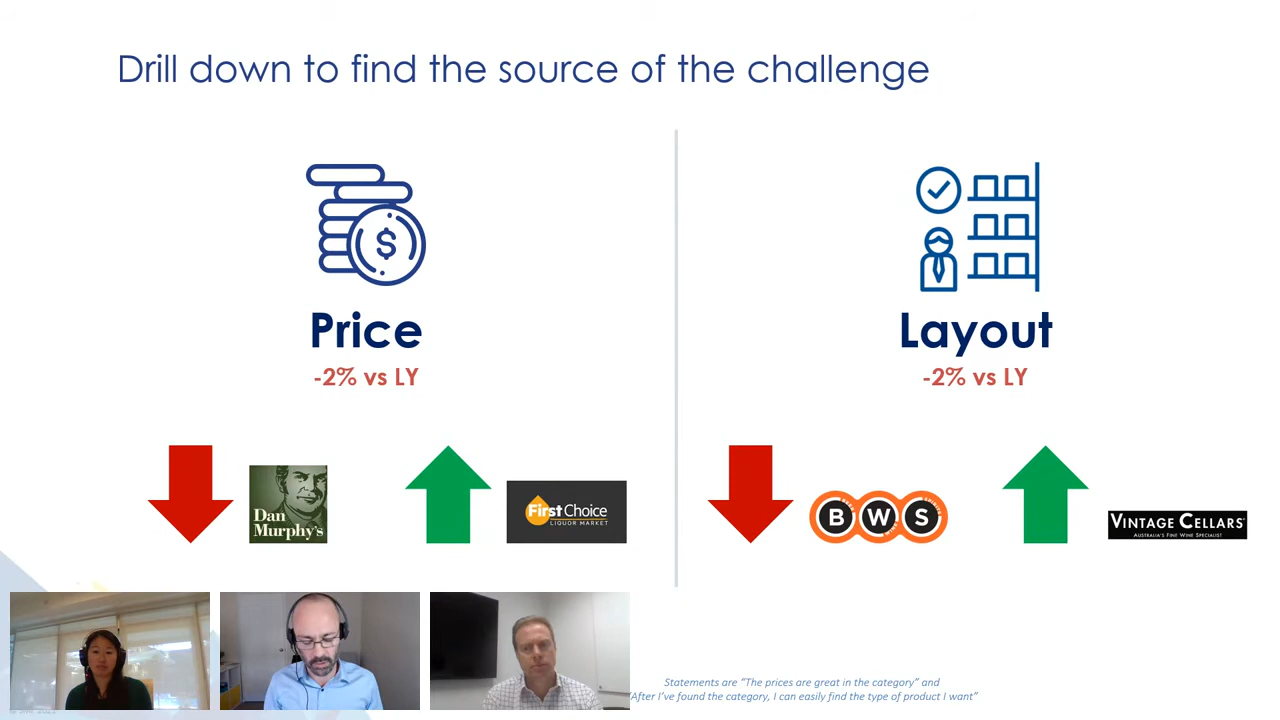 Drill down to find the source of the challenge
$
Price
-2% vs LY
Layout
-2% vs LY
Dan
Murphy's
FirstChoice
LIQUOR MARKET
B W S
VINTAGE CELLARS
AUSTRALIA'S FINE WINE SPECIALIST
Statements are "The prices are great in the category" and
"After I've found the category, I can easily find the type of product I want"